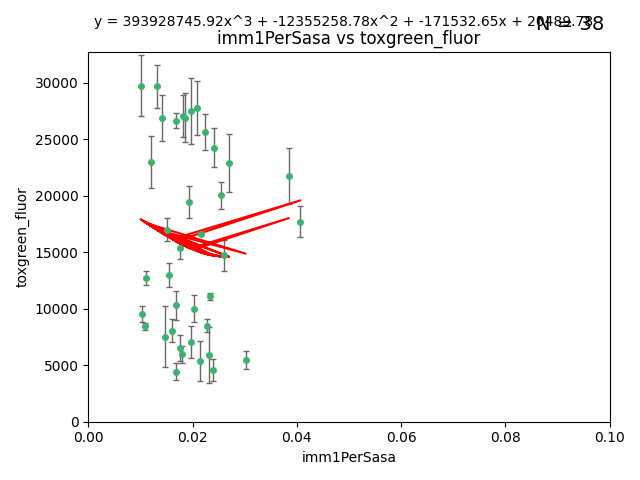 y = 393928745.92x^3 + -12355258.78x^2 + -171532.65x + 20489.78
N = 38
imm1PerSasa vs toxgreen_fluor
30000
25000
20000
15000
10000
5000
0
toxgreen_fluor
0.00 0.02 0.04 0.06 0.08 0.10
imm1PerSasa